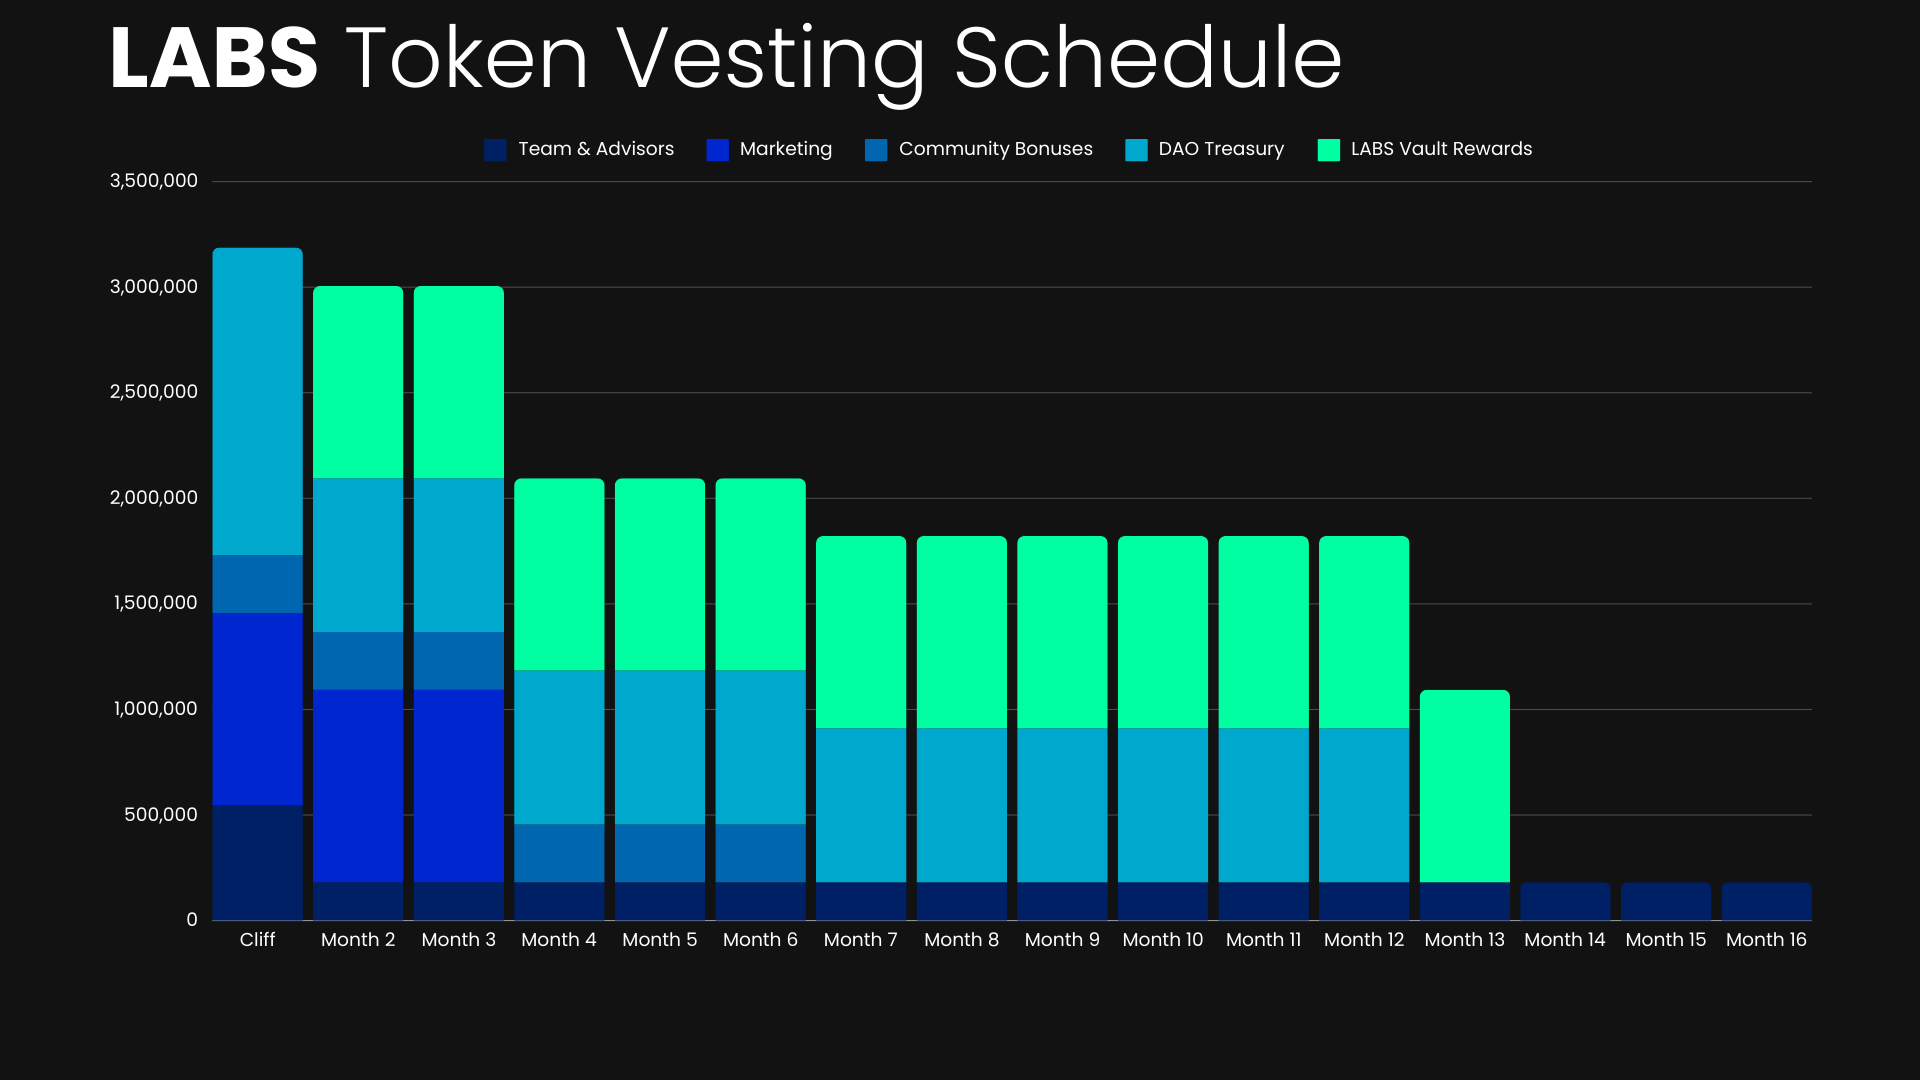 LABS Token Vesting Schedule
Team & Advisors Marketing Community Bonuses DAO Treasury LABS Vault Rewards
3,500,000
3,000,000
2,500,000
2,000,000
1,500,000
1,000,000
500,000
0
Cliff Month 2 Month 3 Month 4 Month 5 Month 6 Month 7 Month 8 Month 9 Month 10 Month 11 Month 12 Month 13 Month 14 Month 15 Month 16